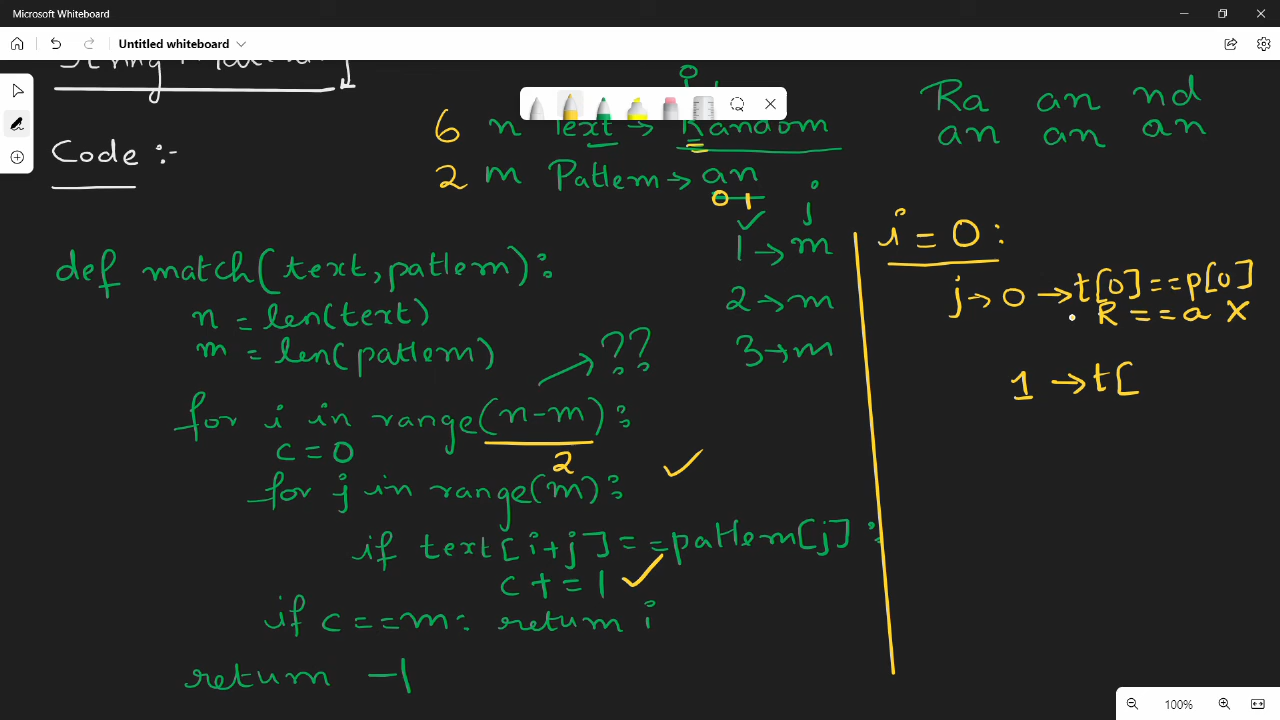 Microsoft Whiteboard
Untitled whiteboard
String Matching
Code :-
6 n Text → Random
2 m Pattern → an
0 1
Ra an nd
an an an
j
1 → m
2 → m
3 → m
def match(text,pattern):
n = len(text)
m = len(pattern)
??
for i in range(n-m):
c = 0
2
for j in range(m):
if text[i+j] == pattern[j]:
c += 1
if c == m: return i
return -1
i = 0 :
j → 0 → t[0]==p[0]
R == a X
1 → t[
100%